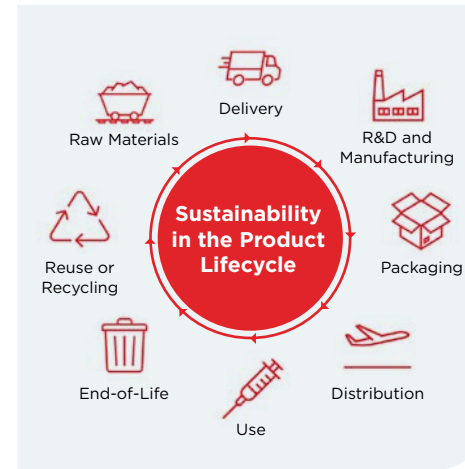 Delivery
Raw Materials
R&D and
Manufacturing
Sustainability
in the Product
Lifecycle
Reuse or
Recycling
Packaging
End-of-Life
Distribution
Use